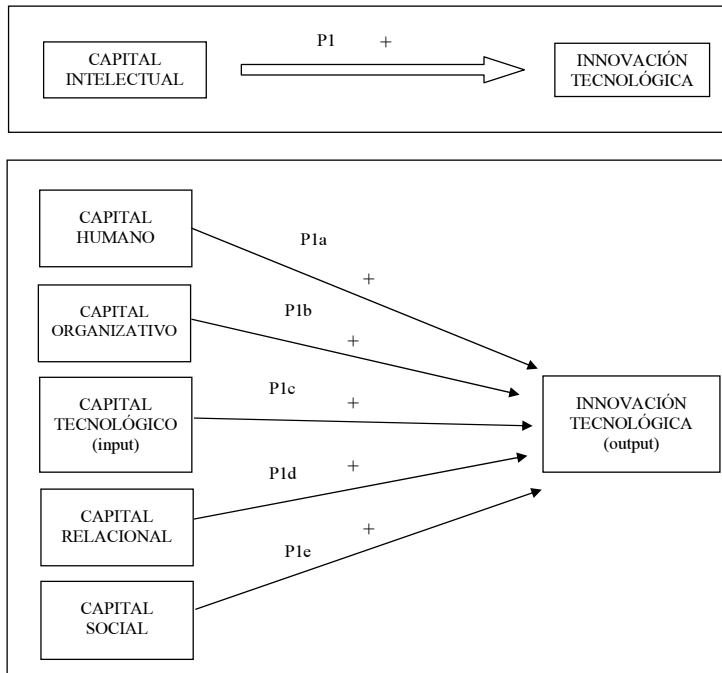 P1 +
CAPITAL
INTELECTUAL
INNOVACIÓN
TECNOLÓGICA
CAPITAL
HUMANO
P1a
+
CAPITAL
ORGANIZATIVO
P1b
+
CAPITAL
TECNOLÓGICO
(input)
P1c
+
INNOVACIÓN
TECNOLÓGICA
(output)
CAPITAL
RELACIONAL
P1d
+
CAPITAL
SOCIAL
P1e
+